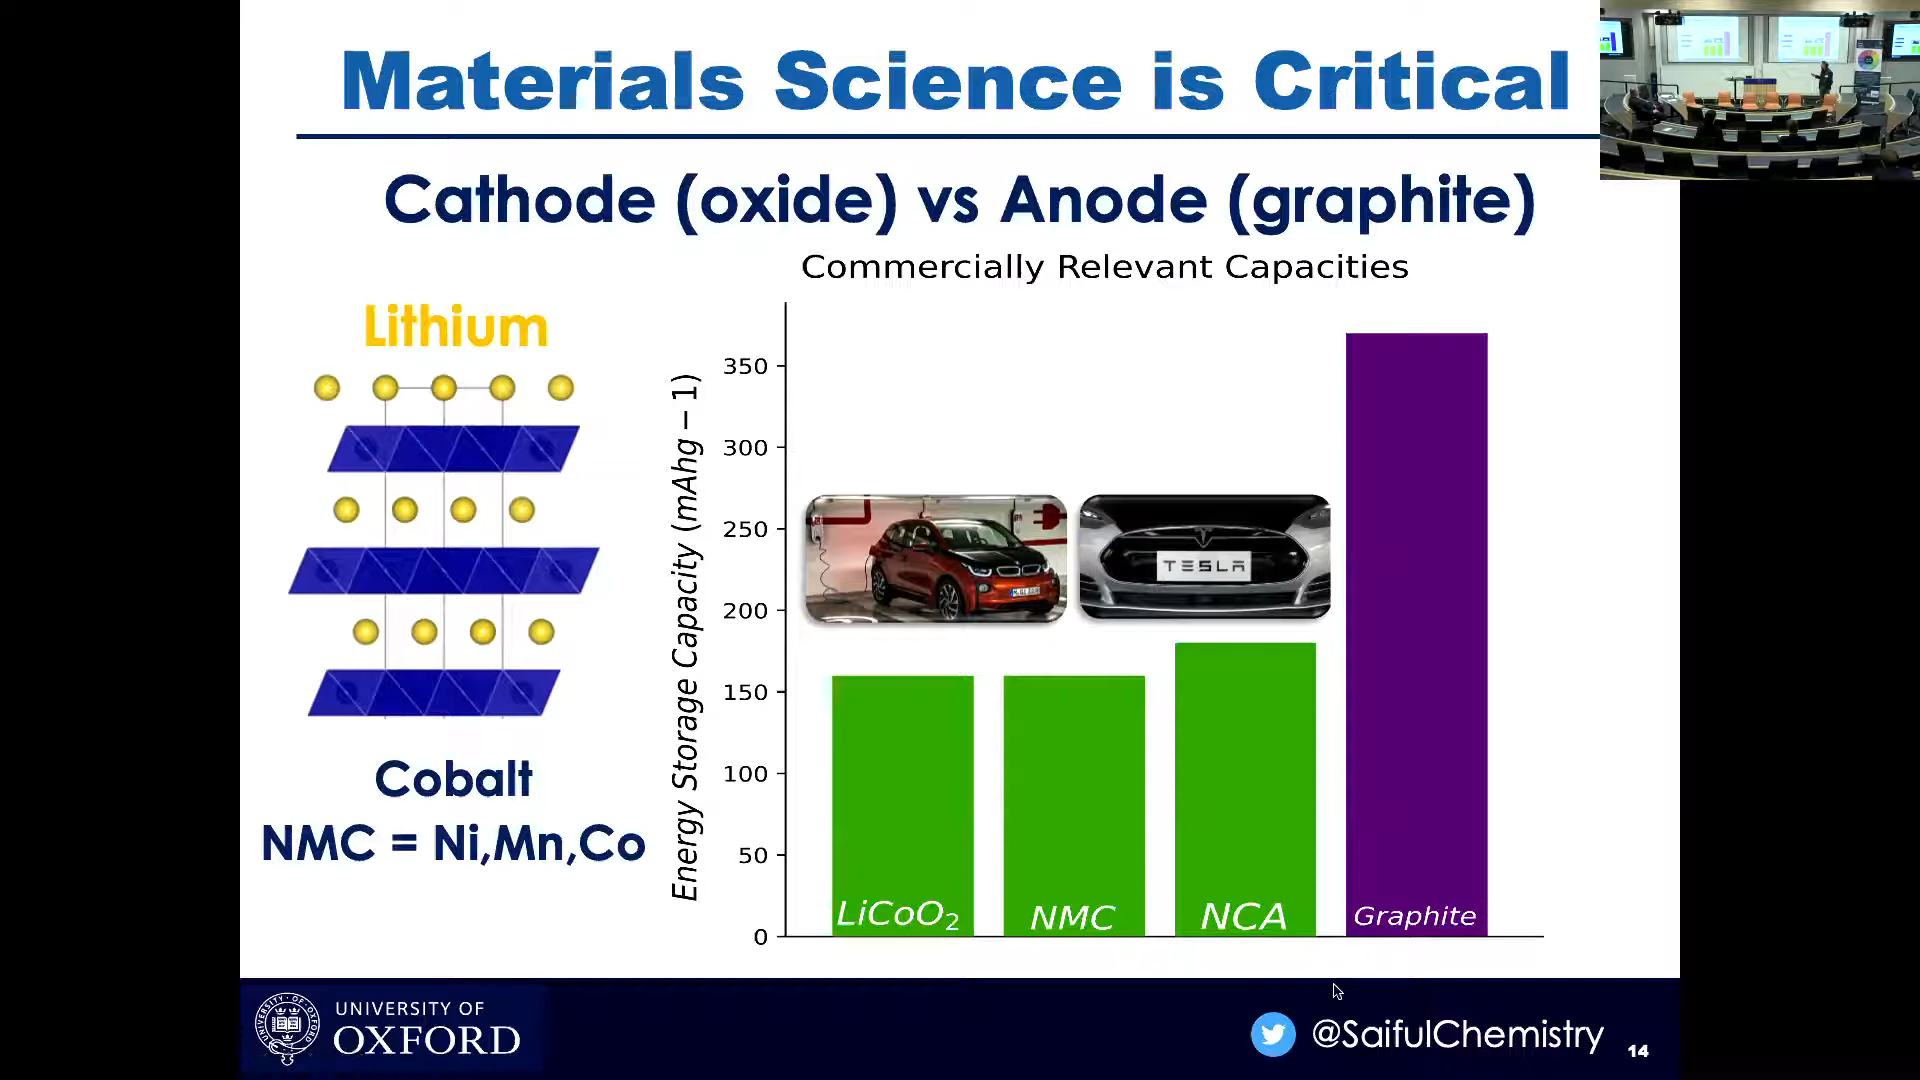 Materials Science is Critical
Cathode (oxide) vs Anode (graphite)
Commercially Relevant Capacities
Lithium
Cobalt
NMC = Ni,Mn,Co
Energy Storage Capacity (mAhg − 1)
350
300
250
200
150
100
50
0
TESLA
LiCoO₂
NMC
NCA
Graphite
UNIVERSITY OF
OXFORD
@SaifulChemistry
14